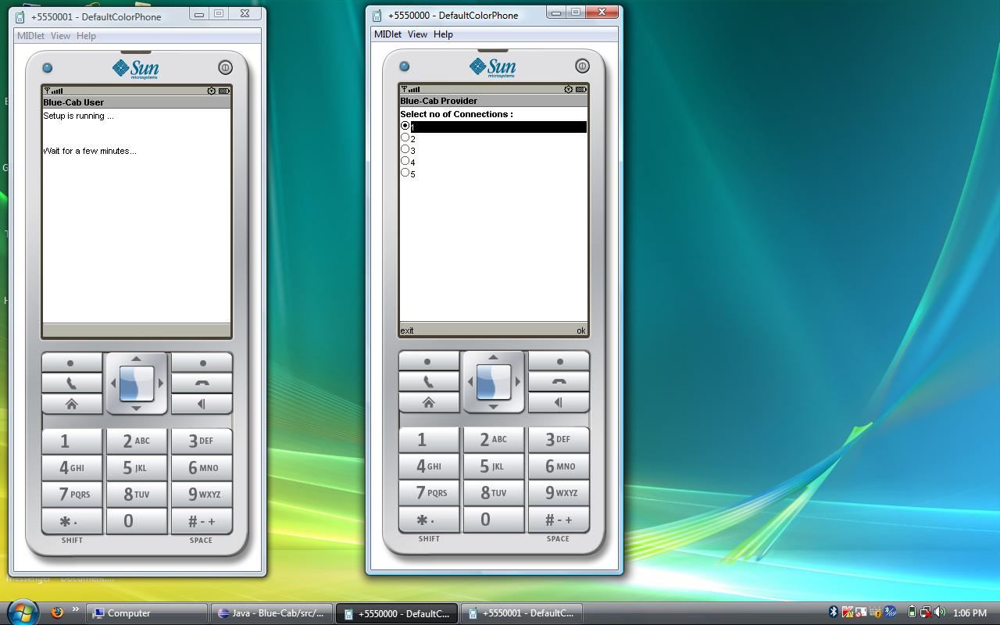 +5550001 - DefaultColorPhone
MIDlet View Help
Sun
microsystems
Blue-Cab User
Setup is running ...
Wait for a few minutes...
1
2 ABC
3 DEF
4 GHI
5 JKL
6 MNO
7 PQRS
8 TUV
9 WXYZ
* .
0
# - +
SHIFT
SPACE
+5550000 - DefaultColorPhone
MIDlet View Help
Sun
microsystems
Blue-Cab Provider
Select no of Connections :
1
2
3
4
5
exit
ok
1
2 ABC
3 DEF
4 GHI
5 JKL
6 MNO
7 PQRS
8 TUV
9 WXYZ
* .
0
# - +
SHIFT
SPACE
Messenger Document....
»
Computer
Java - Blue-Cab/src/...
+5550000 - DefaultC...
+5550001 - DefaultC...
1:06 PM